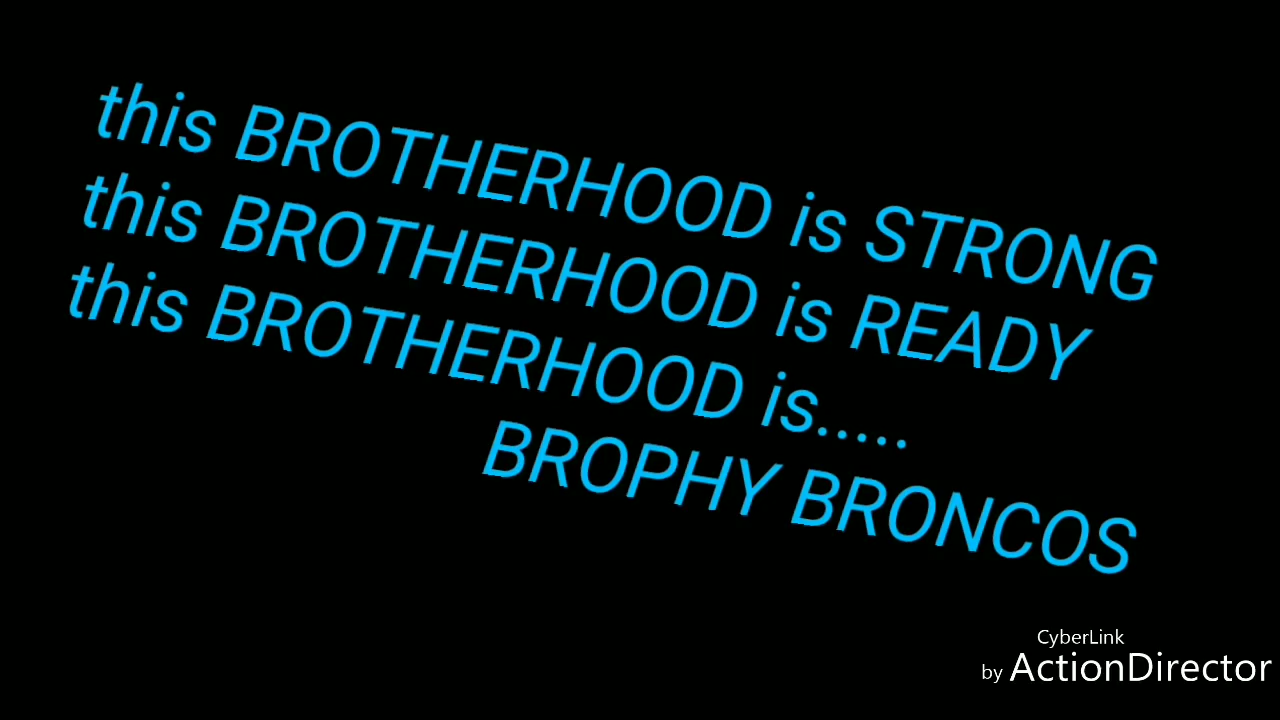 this BROTHERHOOD is STRONG
this BROTHERHOOD is READY
this BROTHERHOOD is.....
BROPHY BRONCOS
CyberLink
by ActionDirector